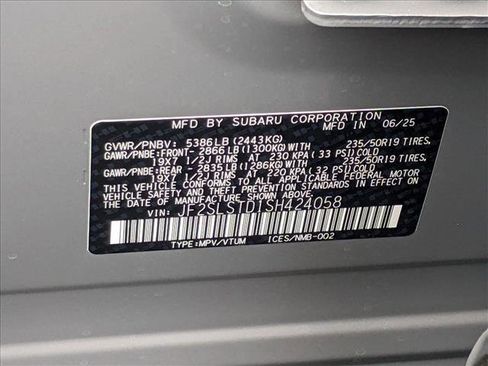 MFD BY SUBARU CORPORATION
MFD IN 06/25
GVWR/PNBV: 5386LB(2443KG)
GAWR/PNBE:FRONT- 2866LB(1300KG)WITH 235/50R19 TIRES,
19X7 1/2J RIMS AT 230 KPA( 33 PSI)COLD
GAWR/PNBE:REAR - 2835LB(1286KG)WITH 235/50R19 TIRES,
19X7 1/2J RIMS AT 220 KPA( 32 PSI)COLD
THIS VEHICLE CONFORMS TO ALL APPLICABLE FEDERAL MOTOR
VEHICLE SAFETY STANDARDS IN EFFECT ON
THE DATE OF MANUFACTURE SHOWN ABOVE.
VIN: JF2SLSTD1SH424058
TYPE:MPV/VTUM ICES/NMB-002